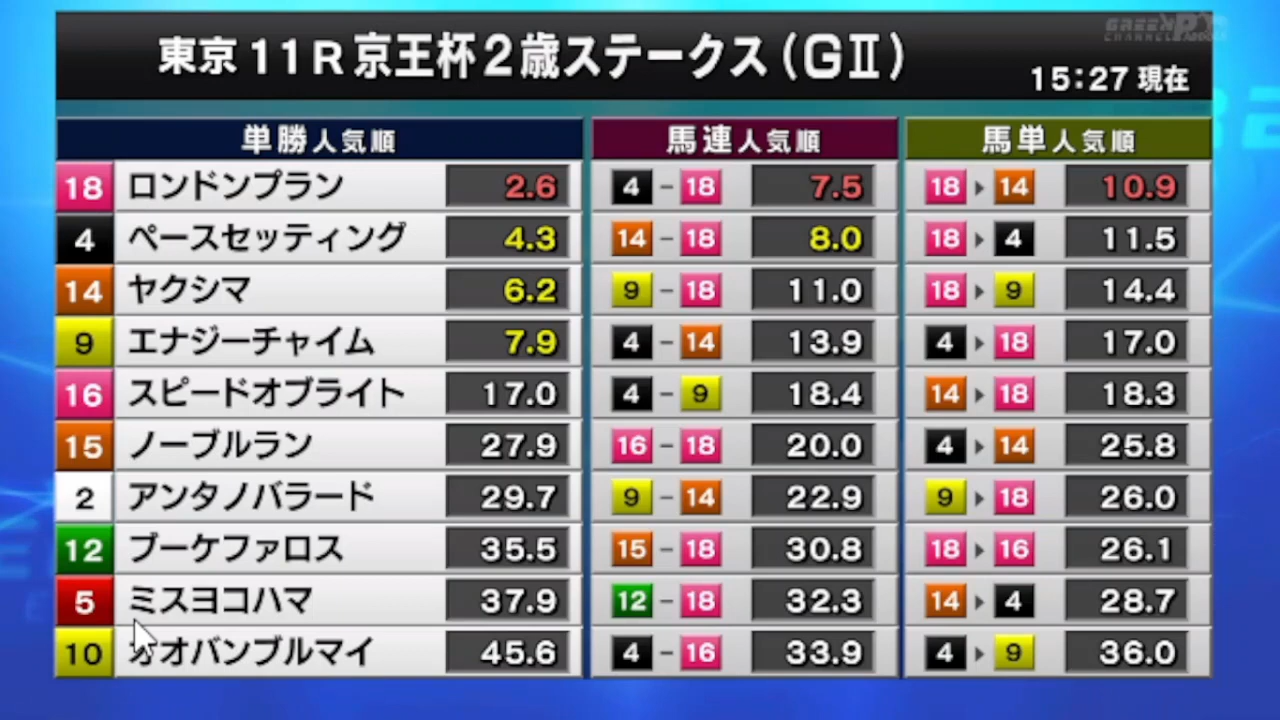 GREEN CHANNEL
東京11R京王杯2歳ステークス(GⅡ)
15:27現在
単勝人気順 馬連人気順 馬単人気順
18 ロンドンプラン 2.6 4-18 7.5 18▸14 10.9
4 ペースセッティング 4.3 14-18 8.0 18▸4 11.5
14 ヤクシマ 6.2 9-18 11.0 18▸9 14.4
9 エナジーチャイム 7.9 4-14 13.9 4▸18 17.0
16 スピードオブライト 17.0 4-9 18.4 14▸18 18.3
15 ノーブルラン 27.9 16-18 20.0 4▸14 25.8
2 アンタノバラード 29.7 9-14 22.9 9▸18 26.0
12 ブーケファロス 35.5 15-18 30.8 18▸16 26.1
5 ミスヨコハマ 37.9 12-18 32.3 14▸4 28.7
10 オオバンブルマイ 45.6 4-16 33.9 4▸9 36.0